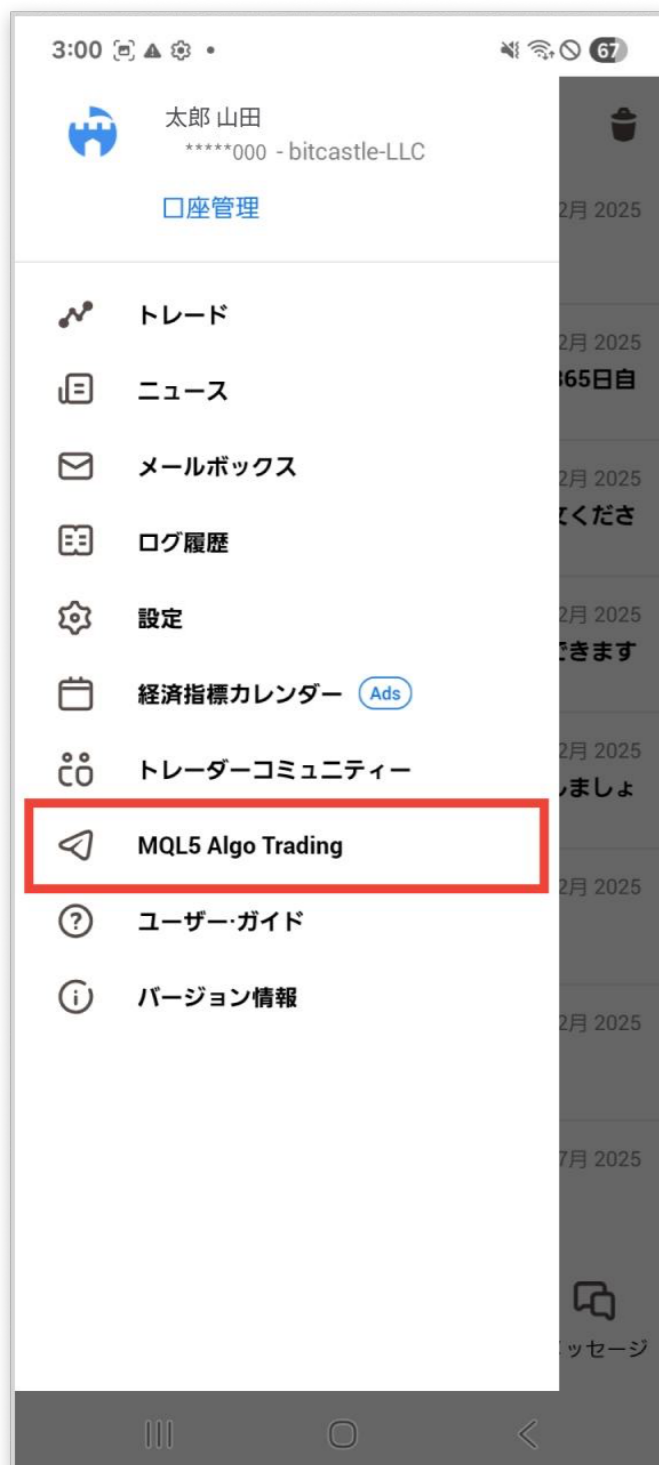 3:00
67
太郎 山田
*****000 - bitcastle-LLC
口座管理
2月 2025
トレード
2月 2025
ニュース
365日自
メールボックス
2月 2025
ください
ログ履歴
設定
2月 2025
できます
経済指標カレンダー Ads
2月 2025
トレーダーコミュニティー
しましょ
MQL5 Algo Trading
2月 2025
ユーザー·ガイド
バージョン情報
2月 2025
7月 2025
ッセージ